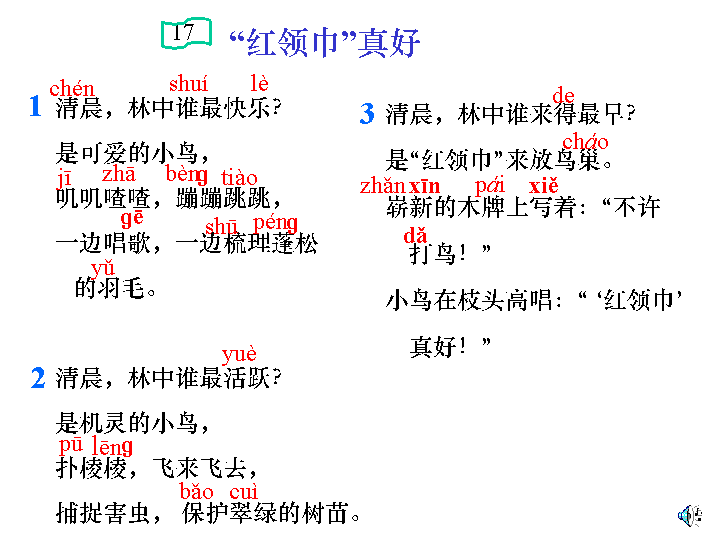 17
“红领巾”真好
chén shuí lè
1 清晨，林中谁最快乐？
是可爱的小鸟，
jī zhā bèng tiào
叽叽喳喳，蹦蹦跳跳，
gē shū péng
一边唱歌，一边梳理蓬松
yǔ
的羽毛。
yuè
2 清晨，林中谁最活跃？
是机灵的小鸟，
pū lēng
扑棱棱，飞来飞去，
bǎo cuì
捕捉害虫，保护翠绿的树苗。
de
3 清晨，林中谁来得最早？
cháo
是“红领巾”来放鸟巢。
zhǎn xīn pái xiě
崭新的木牌上写着：“不许
dǎ
打鸟！”
小鸟在枝头高唱：“‘红领巾’
真好！”